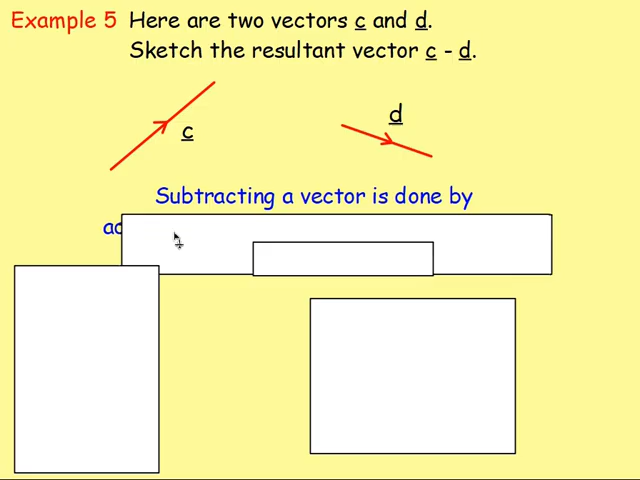 Example 5 Here are two vectors c and d.
Sketch the resultant vector c - d.
c
d
Subtracting a vector is done by